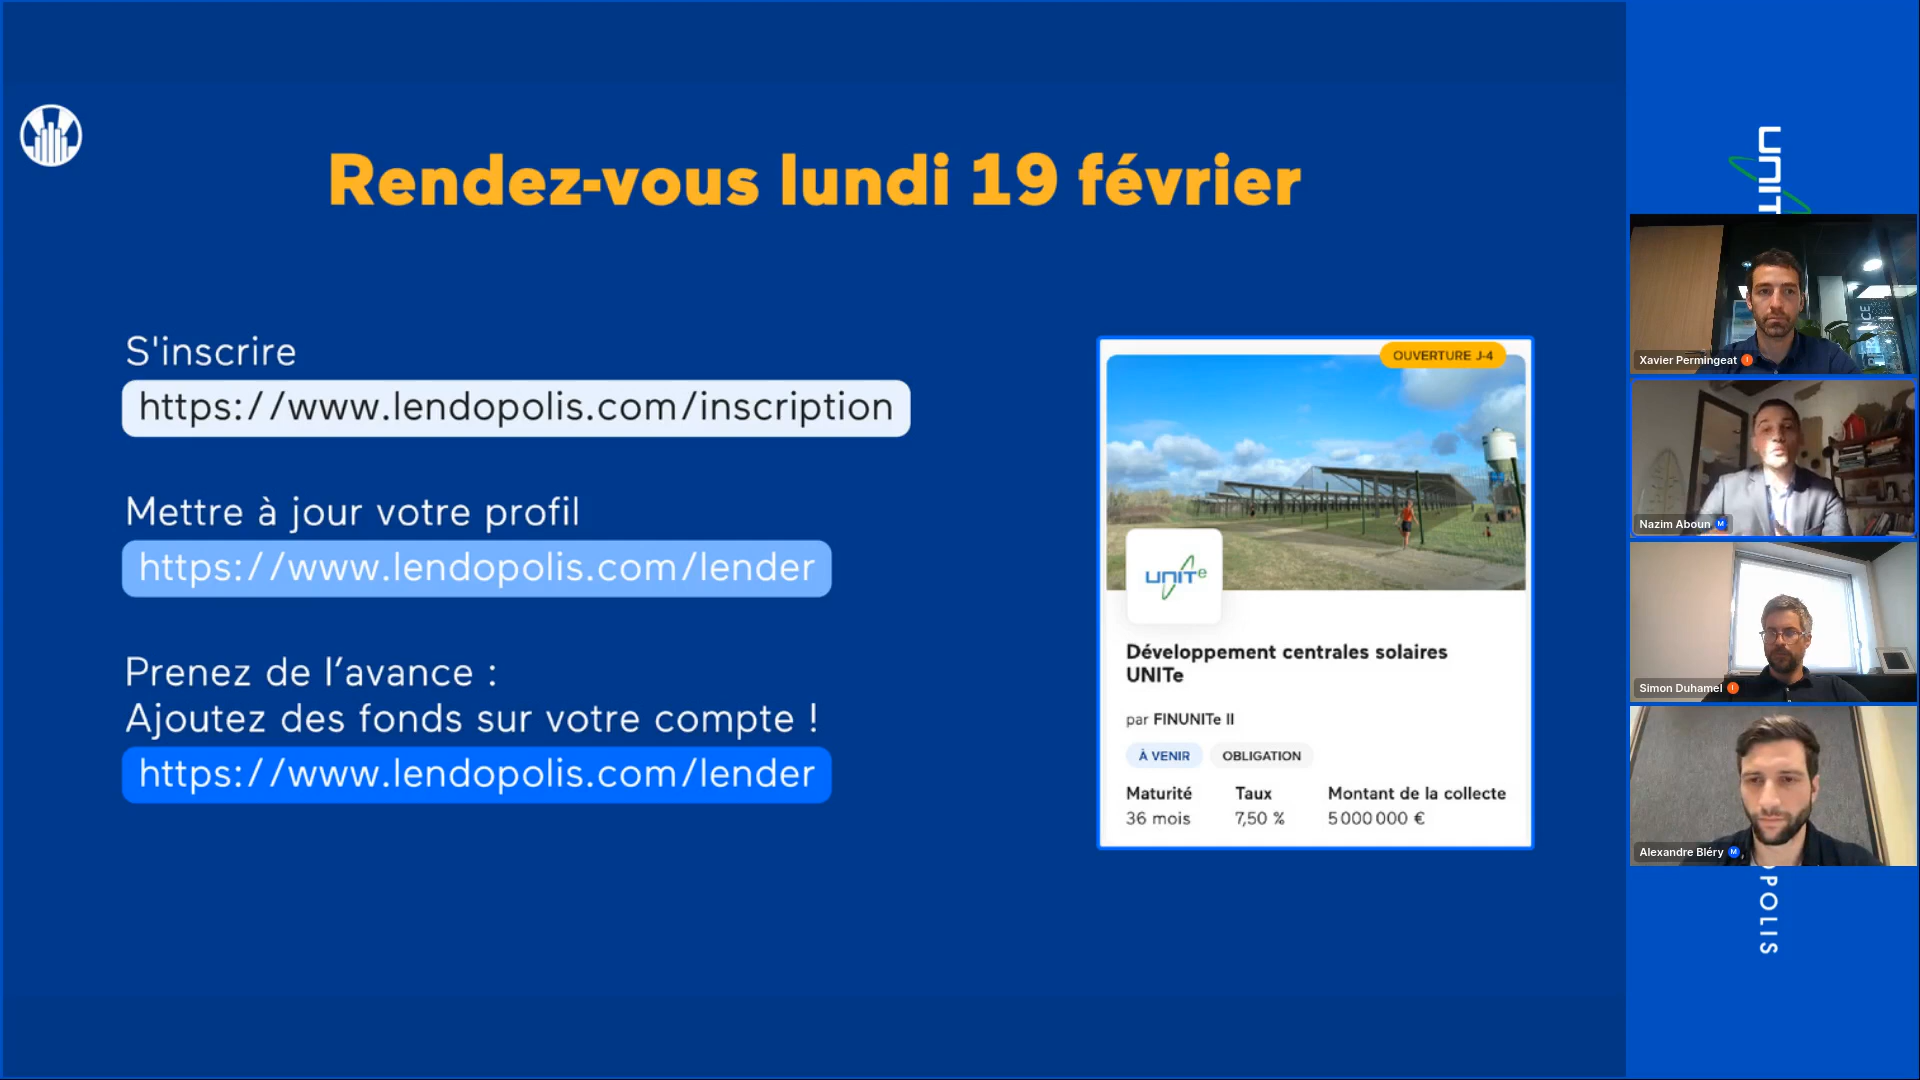 Rendez-vous lundi 19 février
S'inscrire
https://www.lendopolis.com/inscription
Mettre à jour votre profil
https://www.lendopolis.com/lender
Prenez de l’avance :
Ajoutez des fonds sur votre compte !
https://www.lendopolis.com/lender
OUVERTURE J-4
UNITe
Développement centrales solaires
UNITe
par FINUNITe II
À VENIR
OBLIGATION
Maturité
Taux
Montant de la collecte
36 mois
7,50 %
5 000 000 €
UNIT
Xavier Permingeat
Nazim Aboun M
Simon Duhamel
Alexandre Bléry M
POLIS